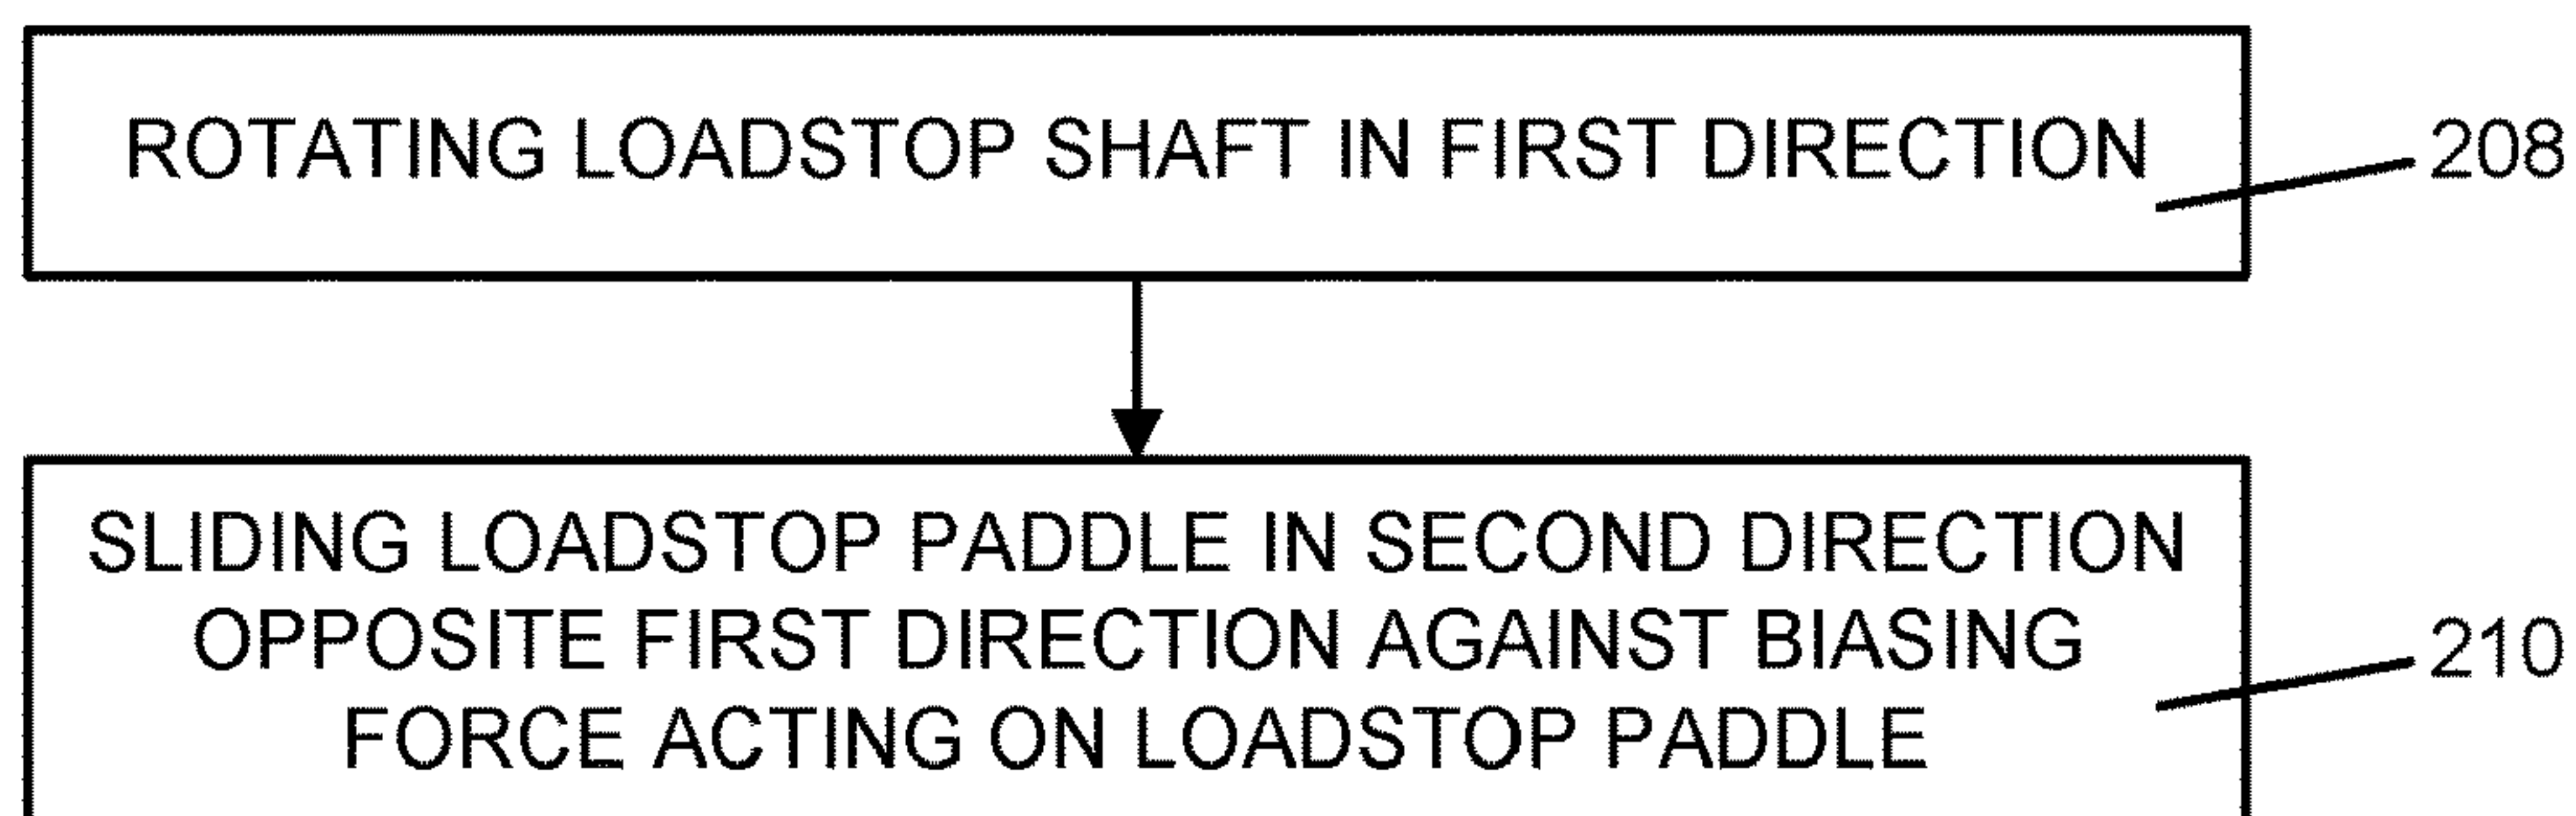 ROTATING LOADSTOP SHAFT IN FIRST DIRECTION
208
SLIDING LOADSTOP PADDLE IN SECOND DIRECTION
OPPOSITE FIRST DIRECTION AGAINST BIASING
FORCE ACTING ON LOADSTOP PADDLE
210